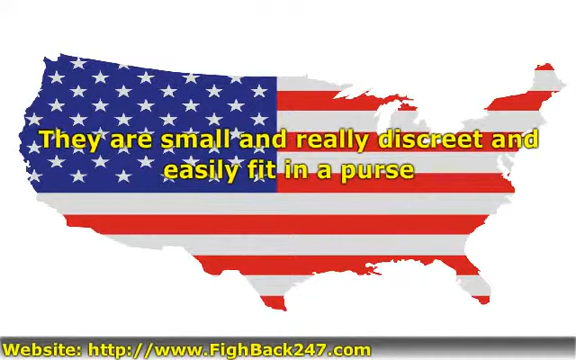 They are small and really discreet and
easily fit in a purse
Website: http://www.FighBack247.com